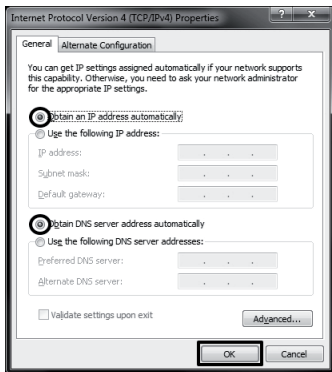 Internet Protocol Version 4 (TCP/IPv4) Properties
? x
General Alternate Configuration
You can get IP settings assigned automatically if your network supports
this capability. Otherwise, you need to ask your network administrator
for the appropriate IP settings.
Obtain an IP address automatically
Use the following IP address:
IP address:
Subnet mask:
Default gateway:
Obtain DNS server address automatically
Use the following DNS server addresses:
Preferred DNS server:
Alternate DNS server:
Validate settings upon exit
Advanced...
OK Cancel